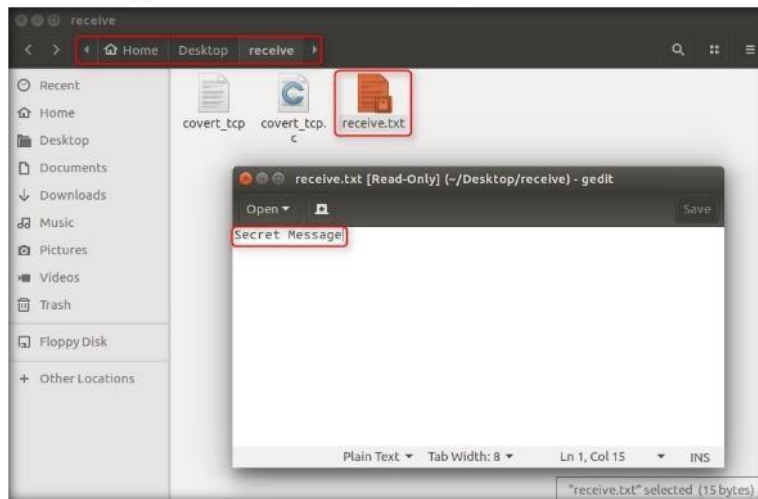 receive
Home Desktop receive
Recent
Home
Desktop
Documents
Downloads
Music
Pictures
Videos
Trash
Floppy Disk
+ Other Locations
covert_tcp
covert_tcp.
c
receive.txt
receive.txt [Read-Only] (~/Desktop/receive) - gedit
Open
Save
Secret Message
Plain Text Tab Width: 8 Ln 1, Col 15 INS
"receive.txt" selected (15 bytes)